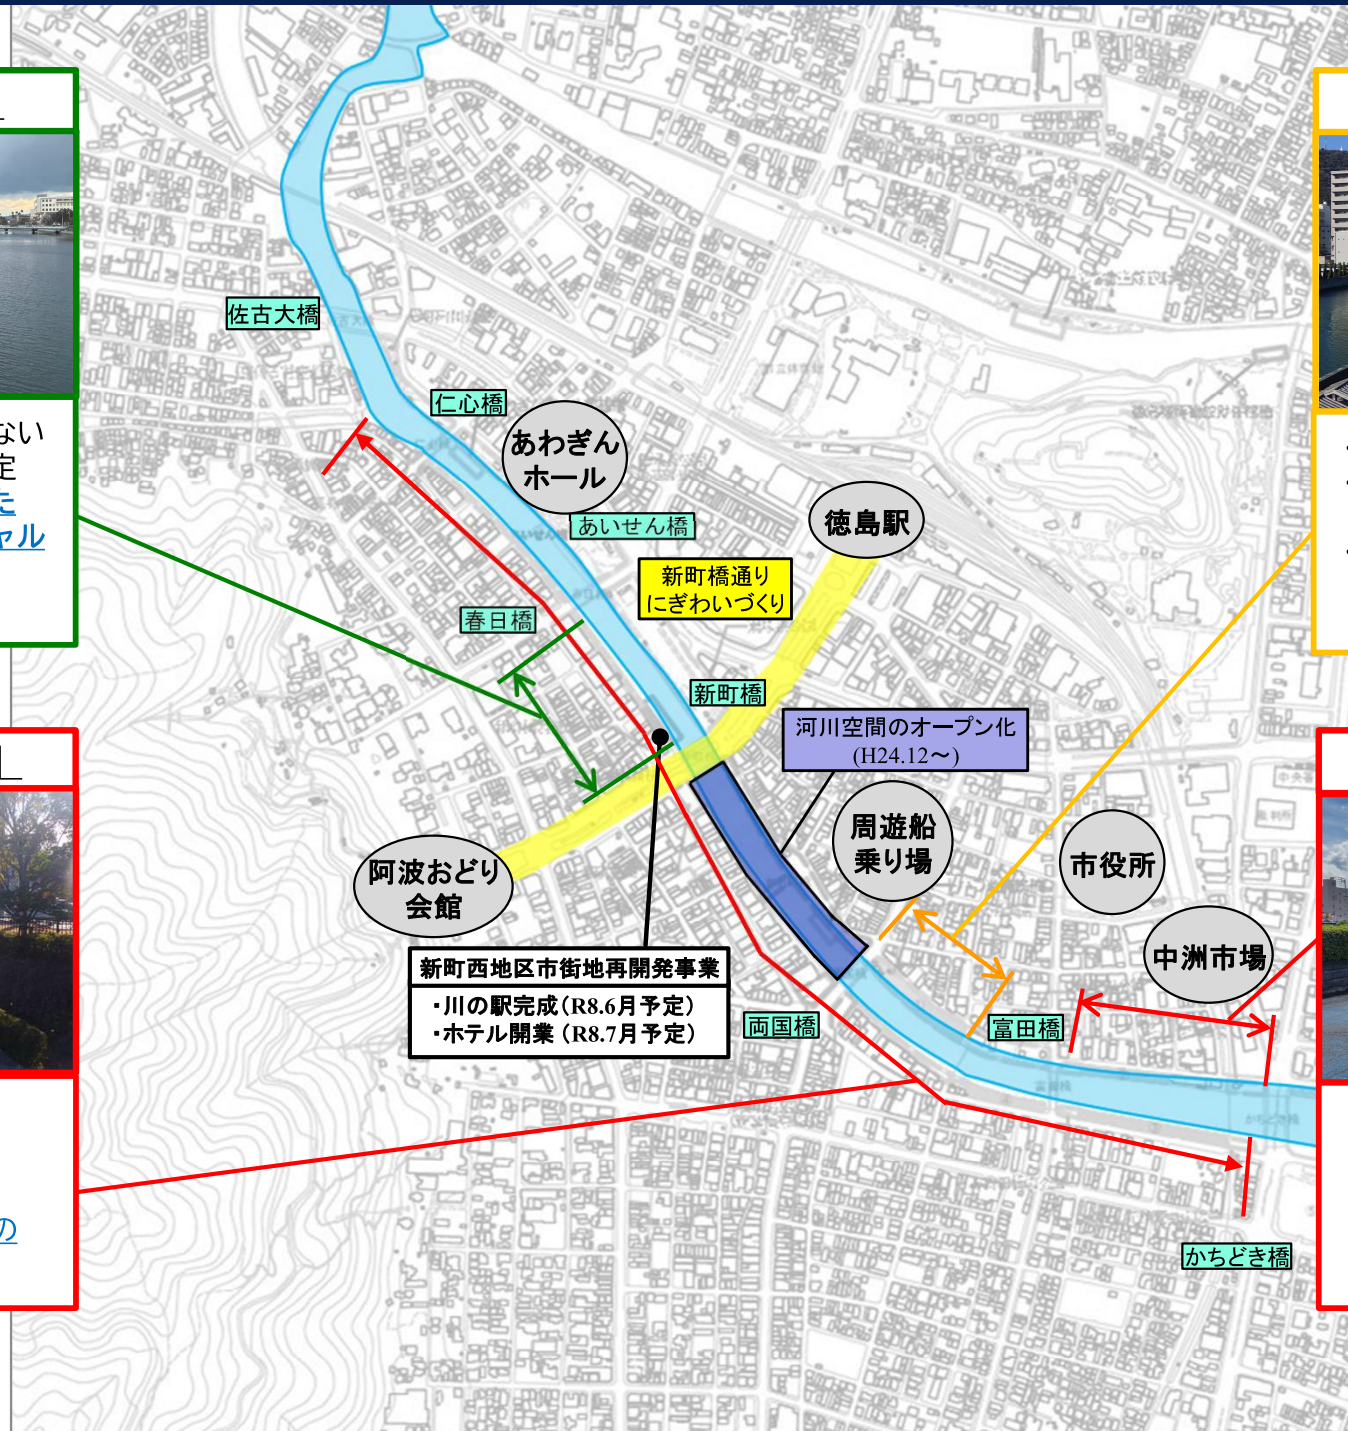 ない
定
た
ャル
の
佐古大橋
仁心橋
あわぎん
ホール
あいせん橋
徳島駅
新町橋通り
にぎわいづくり
春日橋
新町橋
河川空間のオープン化
(H24.12～)
周遊船
乗り場
市役所
阿波おどり
会館
中洲市場
新町西地区市街地再開発事業
・川の駅完成(R8.6月予定)
・ホテル開業 (R8.7月予定)
両国橋
富田橋
かちどき橋